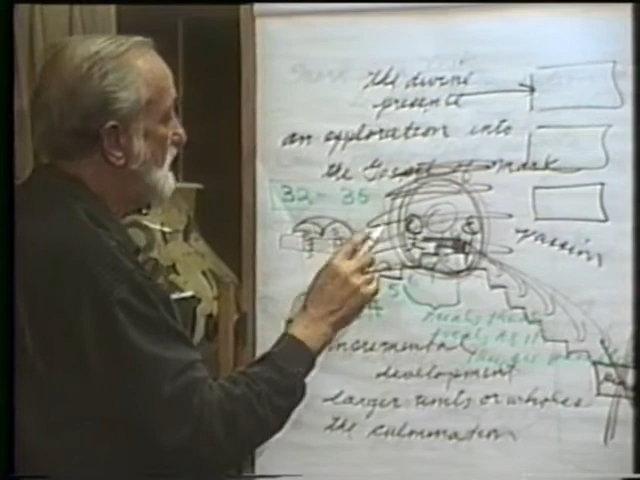 the divine
presence
an exploration into
the Gospel of Mark
32 - 35
passion
incremental
development
larger units or wholes
the culmination